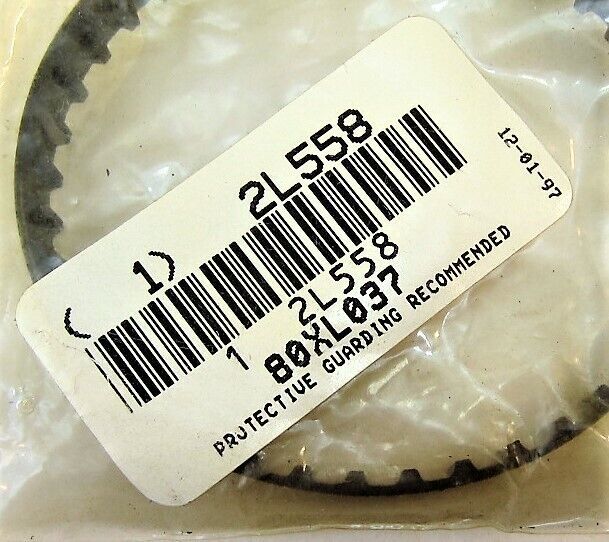 ( 1) 2L558
1 2L558
80XL037
PROTECTIVE GUARDING RECOMMENDED
12-01-97